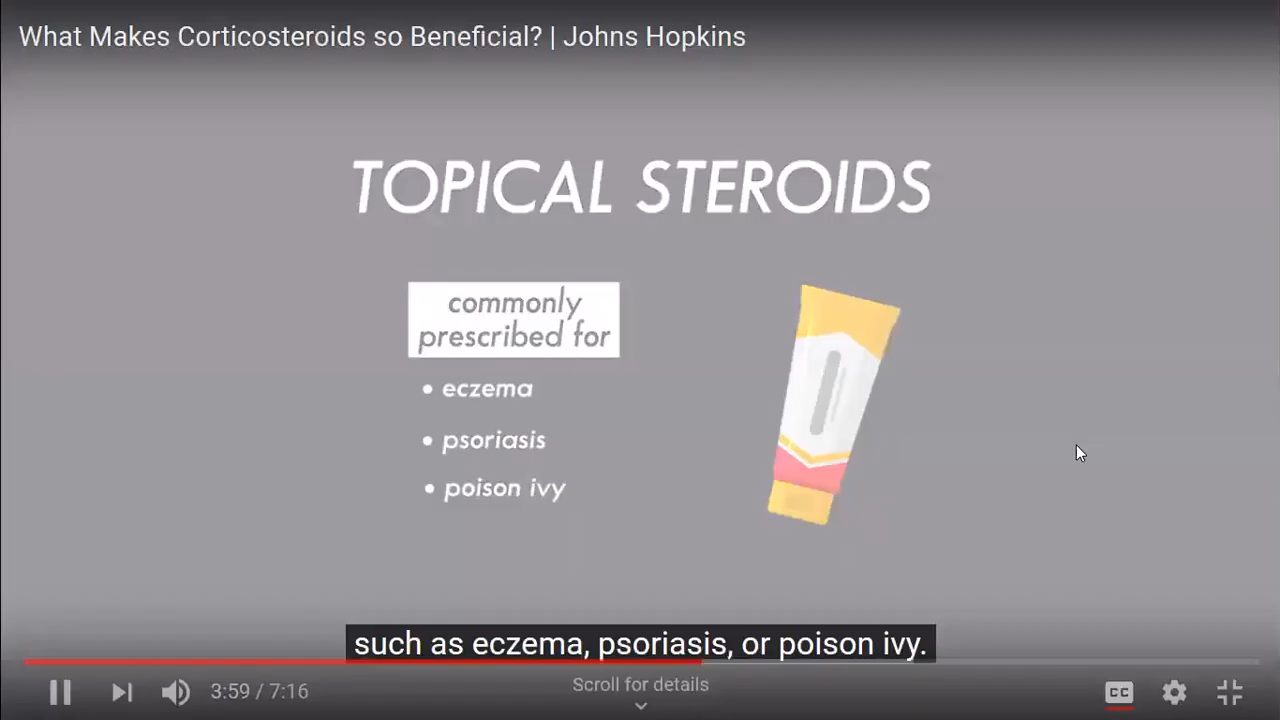 What Makes Corticosteroids so Beneficial? | Johns Hopkins
TOPICAL STEROIDS
commonly
prescribed for
• eczema
• psoriasis
• poison ivy
such as eczema, psoriasis, or poison ivy.
3:59 / 7:16
Scroll for details
CC